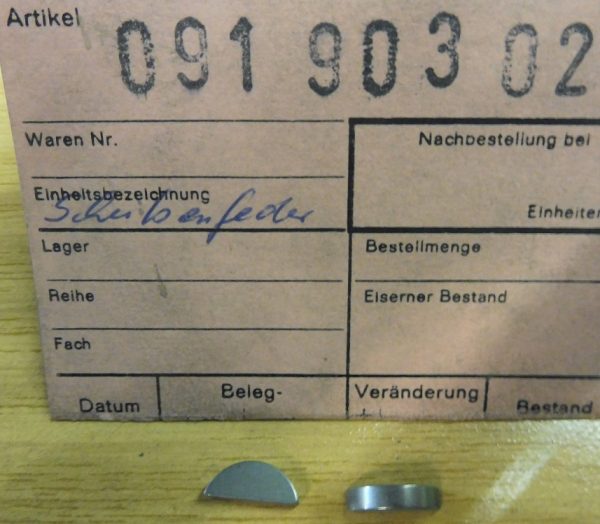 Artikel 091 903 02
Waren Nr.
Nachbestellung bei
Einheitsbezeichnung
Scheibenfeder
Einheiten
Lager
Bestellmenge
Reihe
Eiserner Bestand
Fach
Datum
Beleg-
Veränderung
Bestand